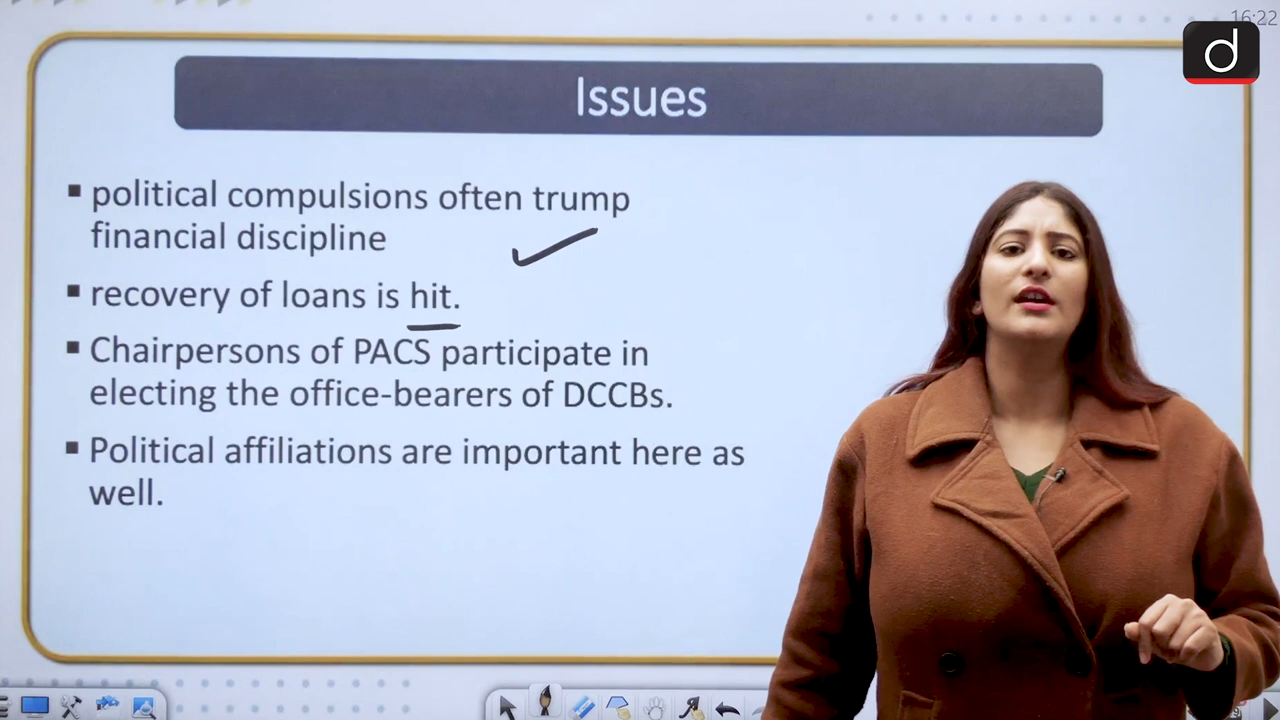 16:22
d
Issues
▪ political compulsions often trump
financial discipline
▪ recovery of loans is hit.
▪ Chairpersons of PACS participate in
electing the office-bearers of DCCBs.
▪ Political affiliations are important here as
well.